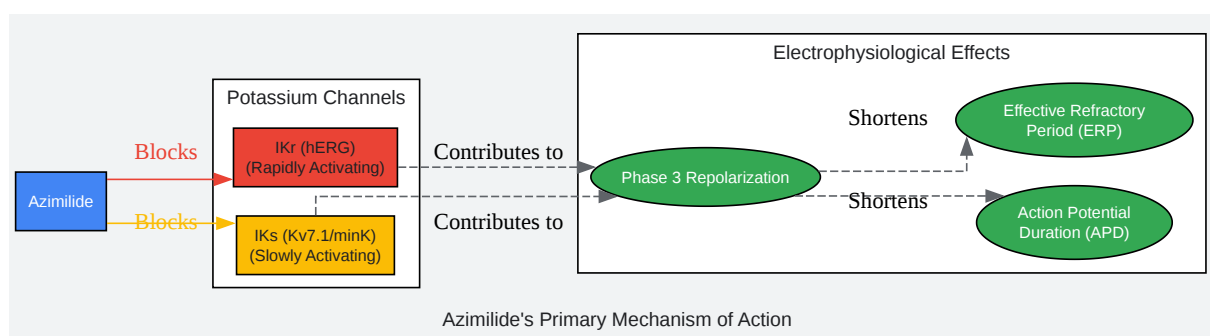 Electrophysiological Effects
Potassium Channels
Shortens
Effective Refractory
Period (ERP)
Blocks
IKr (hERG)
(Rapidly Activating)
Contributes to
Phase 3 Repolarization
Azimilide
Shortens
Blocks
IKs (Kv7.1/minK)
(Slowly Activating)
Contributes to
Action Potential
Duration (APD)
Azimilide's Primary Mechanism of Action